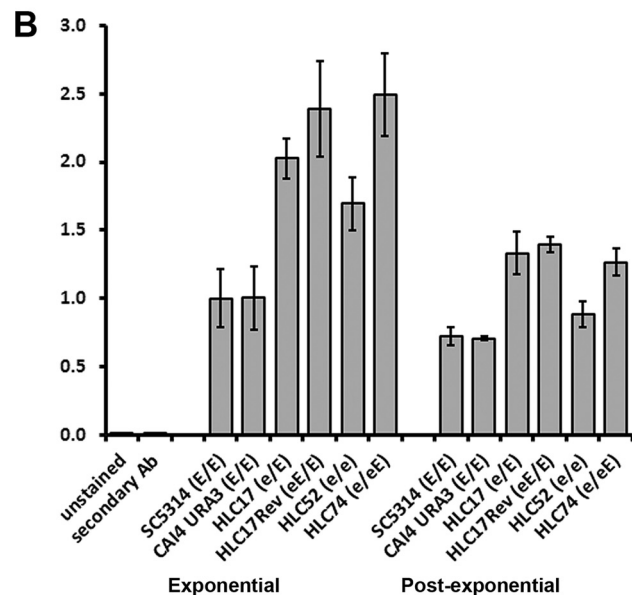 B
3.0
2.5
2.0
1.5
1.0
0.5
0.0
unstained
secondary Ab
SC5314 (E/E)
CAI4 URA3 (E/E)
HLC17 (e/E)
HLC17Rev (eE/E)
HLC52 (e/e)
HLC74 (e/eE)
SC5314 (E/E)
CAI4 URA3 (E/E)
HLC17 (e/E)
HLC17Rev (eE/E)
HLC52 (e/e)
HLC74 (e/eE)
Exponential
Post-exponential